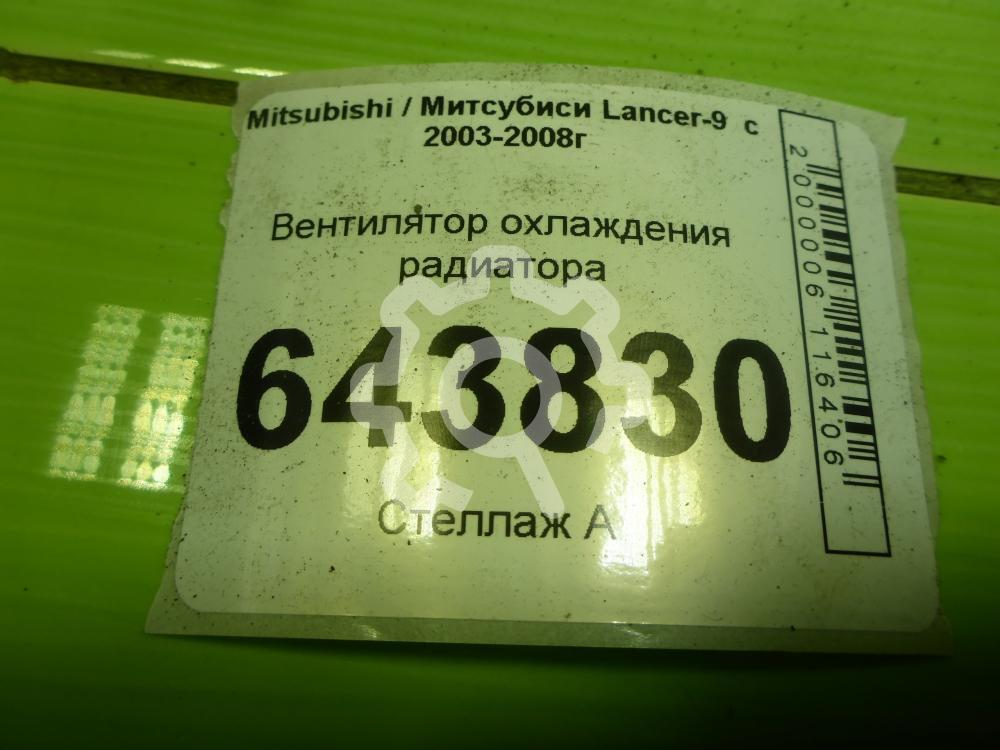 Mitsubishi / Митсубиси Lancer-9 с
2003-2008г
Вентилятор охлаждения
радиатора
643830
Стеллаж А
2000006116406